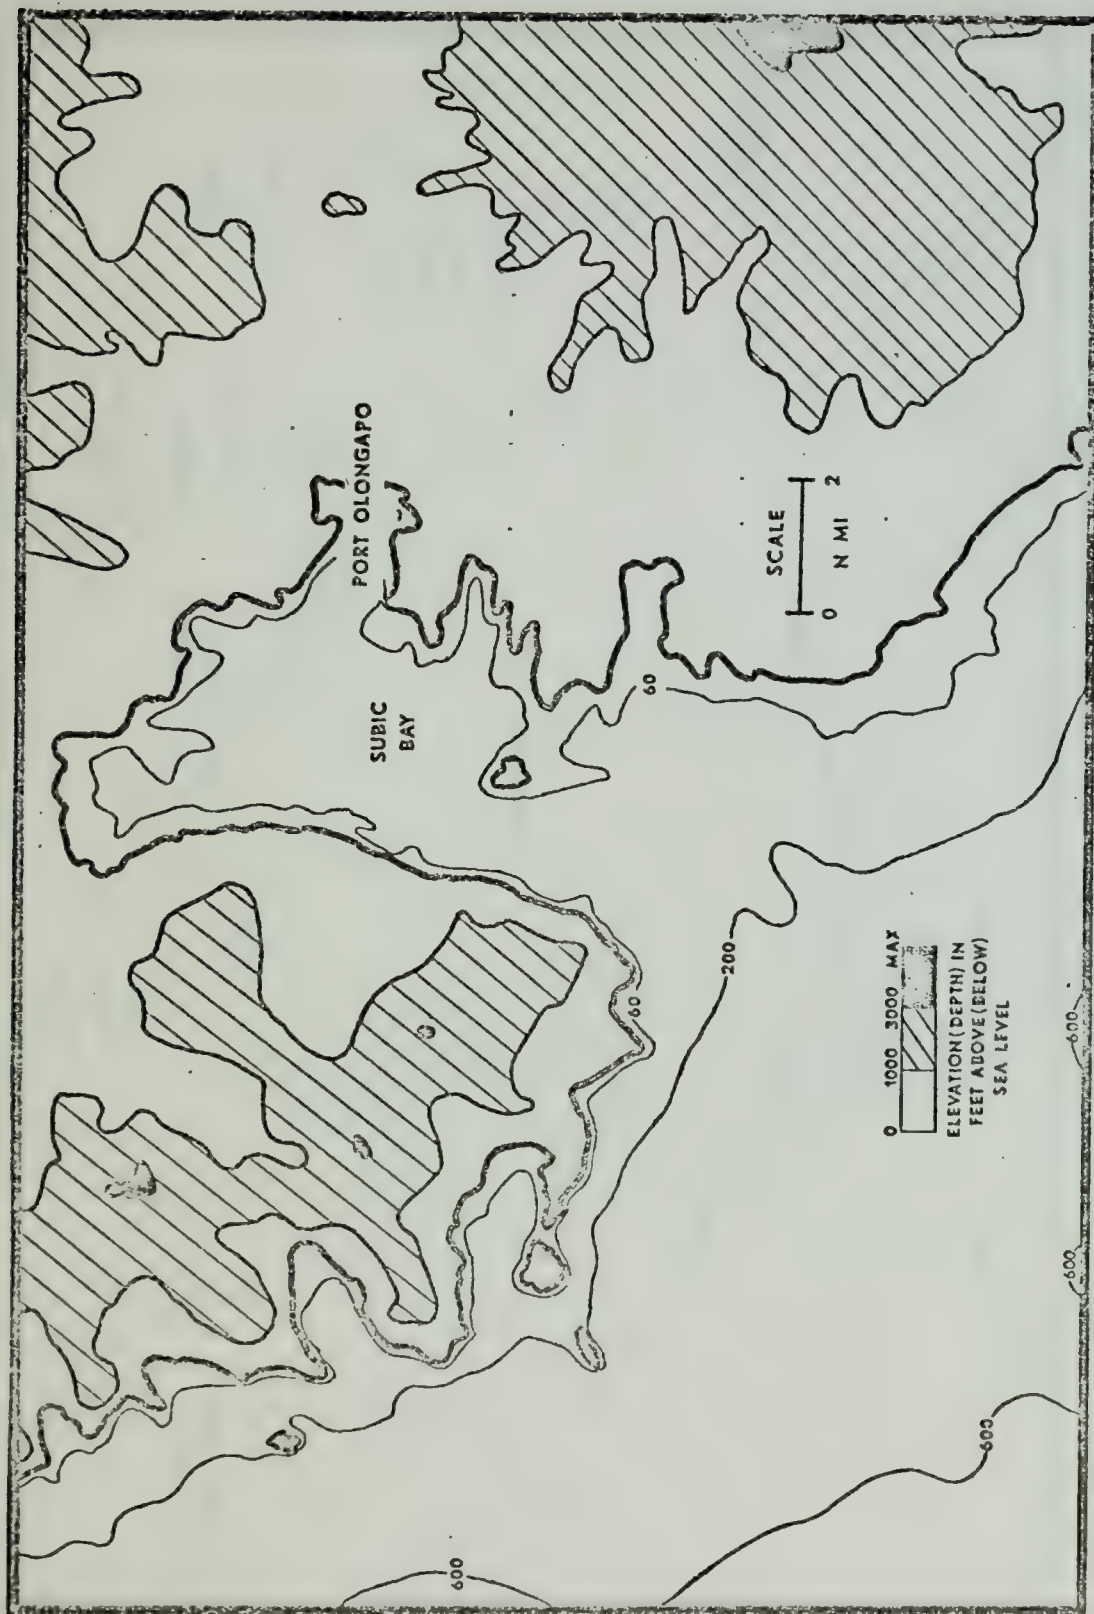 PORT OLONGAPO
SUBIC
BAY
60
60
200
600
600
600
600
SCALE
0 2
N MI
0 1000 3000 MAX
ELEVATION(DEPTH) IN
FEET ABOVE(BELOW)
SEA LEVEL